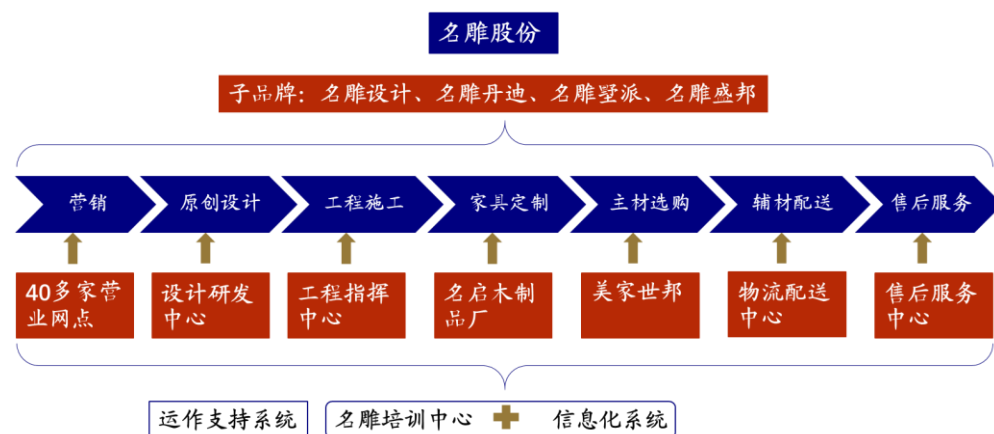 名雕股份
子品牌：名雕设计、名雕丹迪、名雕墅派、名雕盛邦
营销
原创设计
工程施工
家具定制
主材选购
辅材配送
售后服务
40多家营
业网点
设计研发
中心
工程指挥
中心
名启木制
品厂
美家世邦
物流配送
中心
售后服务
中心
运作支持系统
名雕培训中心
信息化系统